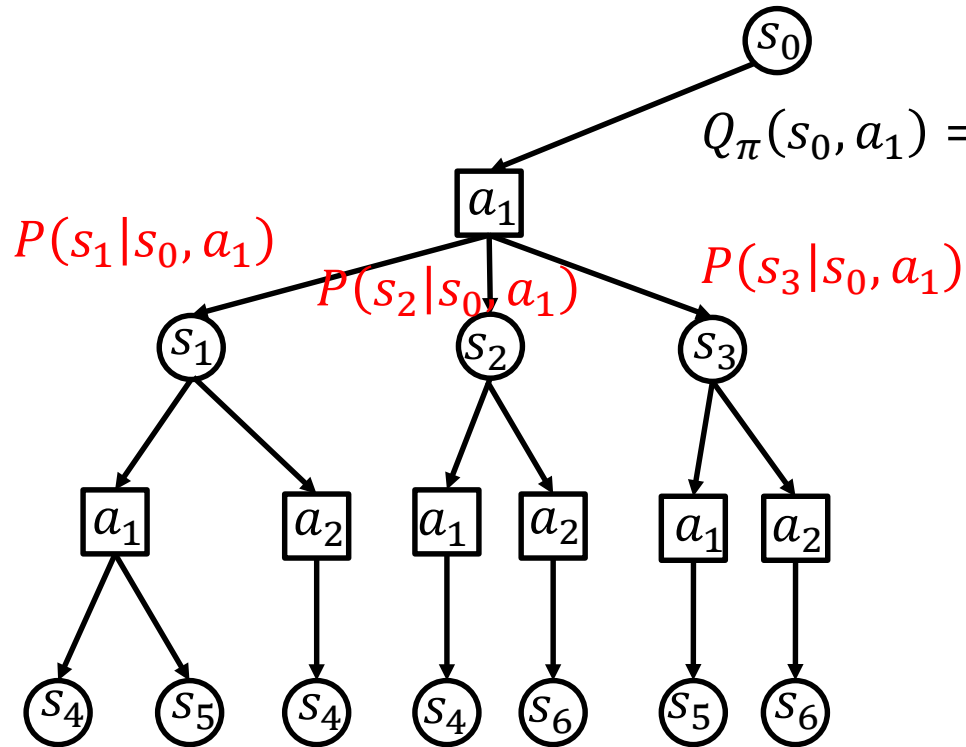 s₀
Qπ(s₀, a₁) =
a₁
P(s₁|s₀, a₁)
P(s₂|s₀, a₁)
P(s₃|s₀, a₁)
s₁ s₂ s₃
a₁ a₂ a₁ a₂ a₁ a₂
s₄ s₅ s₄ s₄ s₆ s₅ s₆